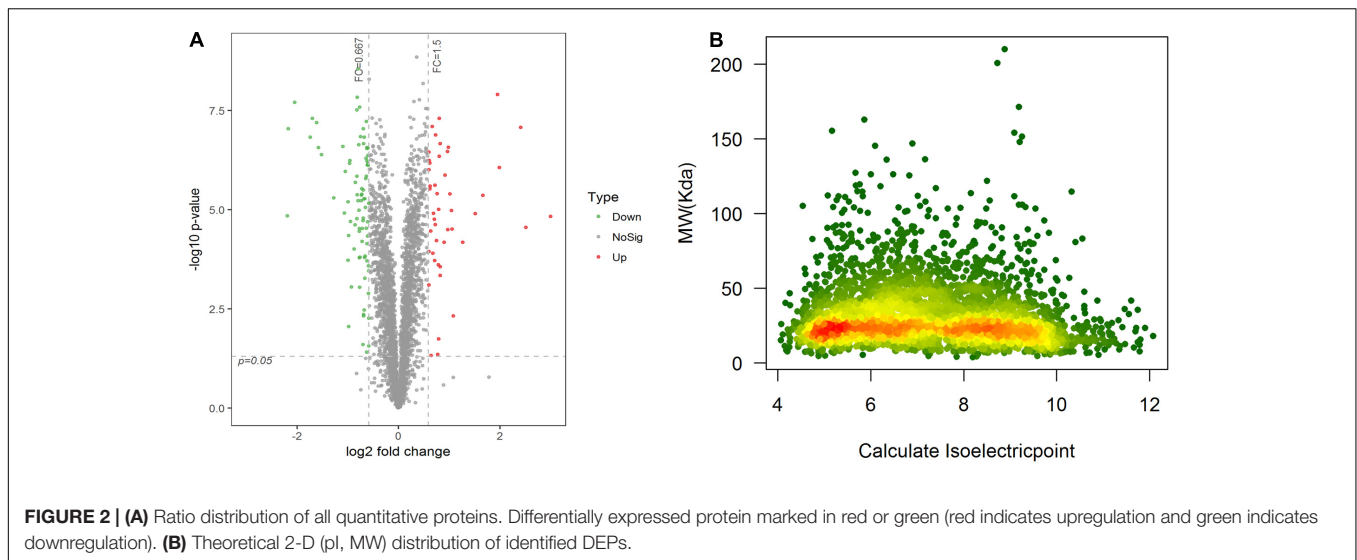 A
FC=0.667
FC=1.5
7.5
5.0
2.5
0.0
-log10 p-value
p=0.05
-2
0
2
log2 fold change
Type
Down
NoSig
Up
B
200
150
100
50
0
MW(Kda)
4
6
8
10
12
Calculate Isoelectricpoint
FIGURE 2 | (A) Ratio distribution of all quantitative proteins. Differentially expressed protein marked in red or green (red indicates upregulation and green indicates
downregulation). (B) Theoretical 2-D (pI, MW) distribution of identified DEPs.